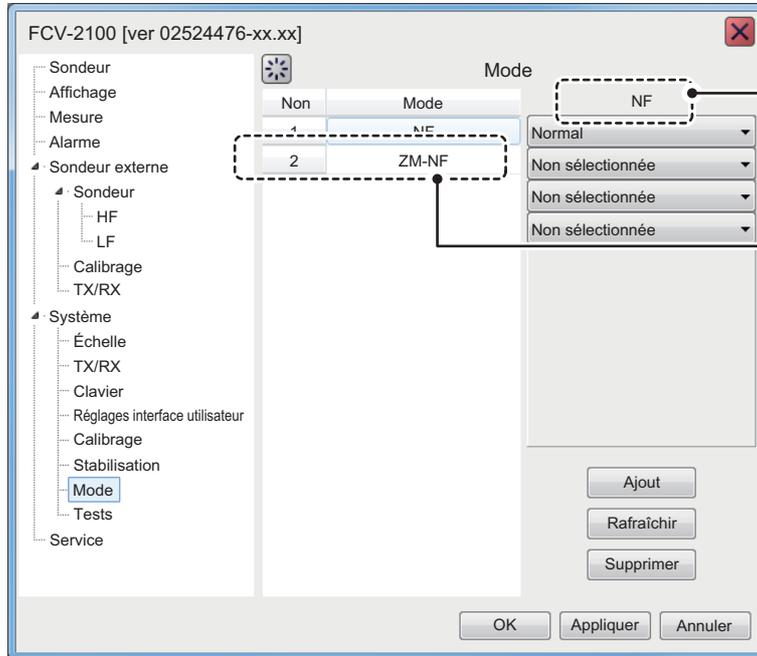 FCV-2100 [ver 02524476-xx.xx]
Sondeur
Affichage
Mesure
Alarme
Sondeur externe
Sondeur
HF
LF
Calibrage
TX/RX
Système
Échelle
TX/RX
Clavier
Réglages interface utilisateur
Calibrage
Stabilisation
Mode
Tests
Service
Mode
Non Mode
1 NF
2 ZM-NF
NF
Normal
Non sélectionnée
Non sélectionnée
Non sélectionnée
Ajout
Rafraîchir
Supprimer
OK Appliquer Annuler